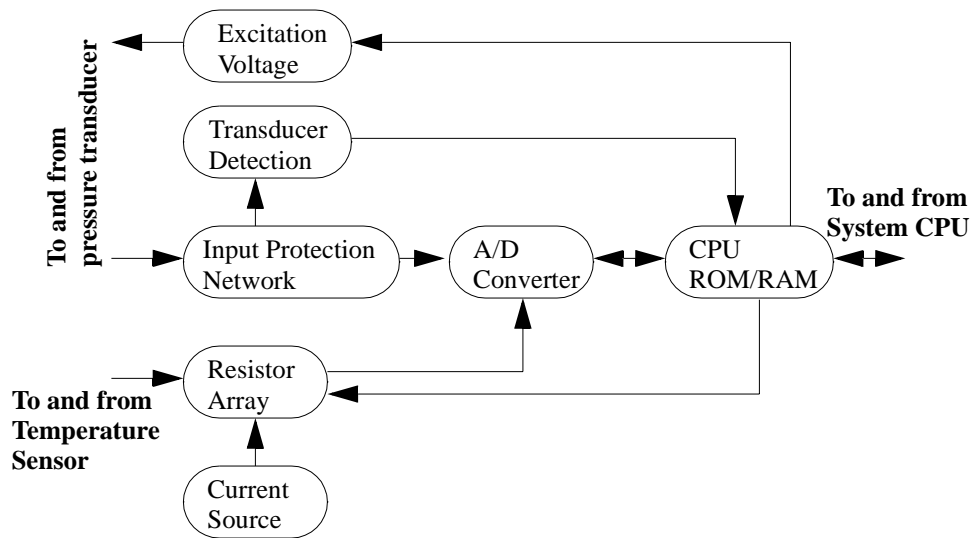 Excitation
Voltage
Transducer
Detection
To and from
pressure transducer
Input Protection
Network
A/D
Converter
CPU
ROM/RAM
To and from
System CPU
Resistor
Array
To and from
Temperature
Sensor
Current
Source